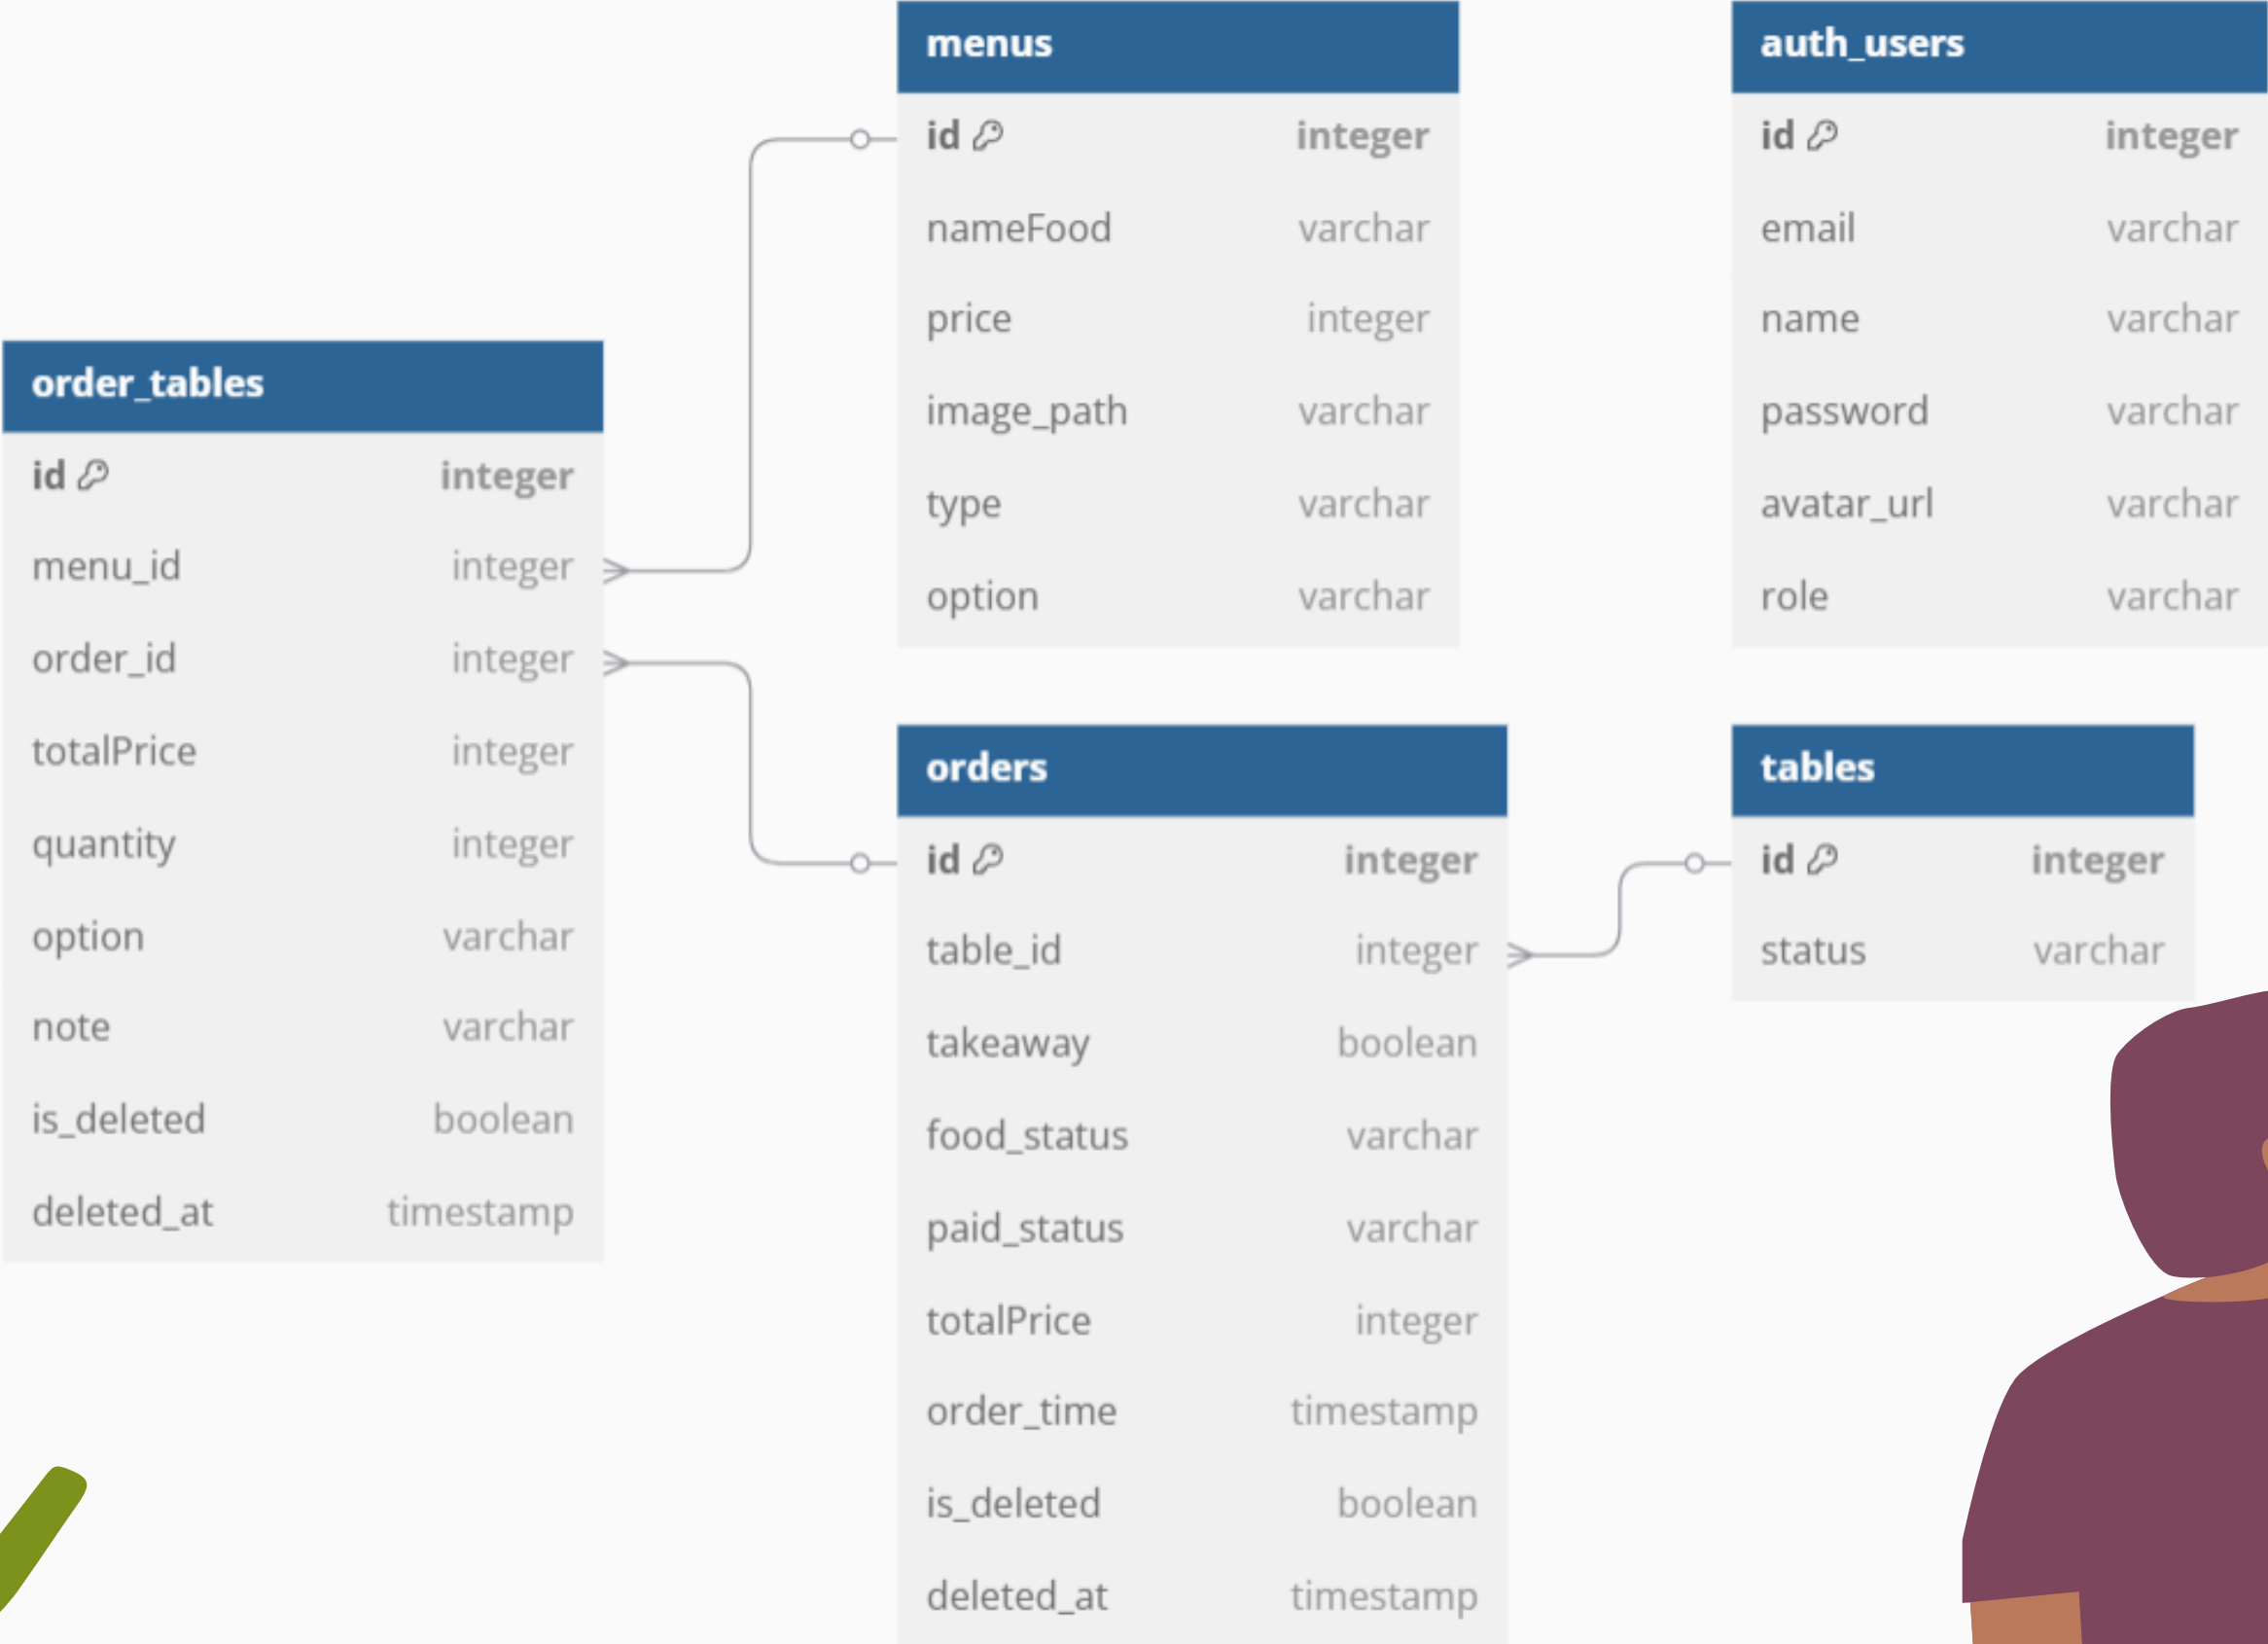 menus
id integer
nameFood varchar
price integer
image_path varchar
type varchar
option varchar
auth_users
id integer
email varchar
name varchar
password varchar
avatar_url varchar
role varchar
order_tables
id integer
menu_id integer
order_id integer
totalPrice integer
quantity integer
option varchar
note varchar
is_deleted boolean
deleted_at timestamp
orders
id integer
table_id integer
takeaway boolean
food_status varchar
paid_status varchar
totalPrice integer
order_time timestamp
is_deleted boolean
deleted_at timestamp
tables
id integer
status varchar